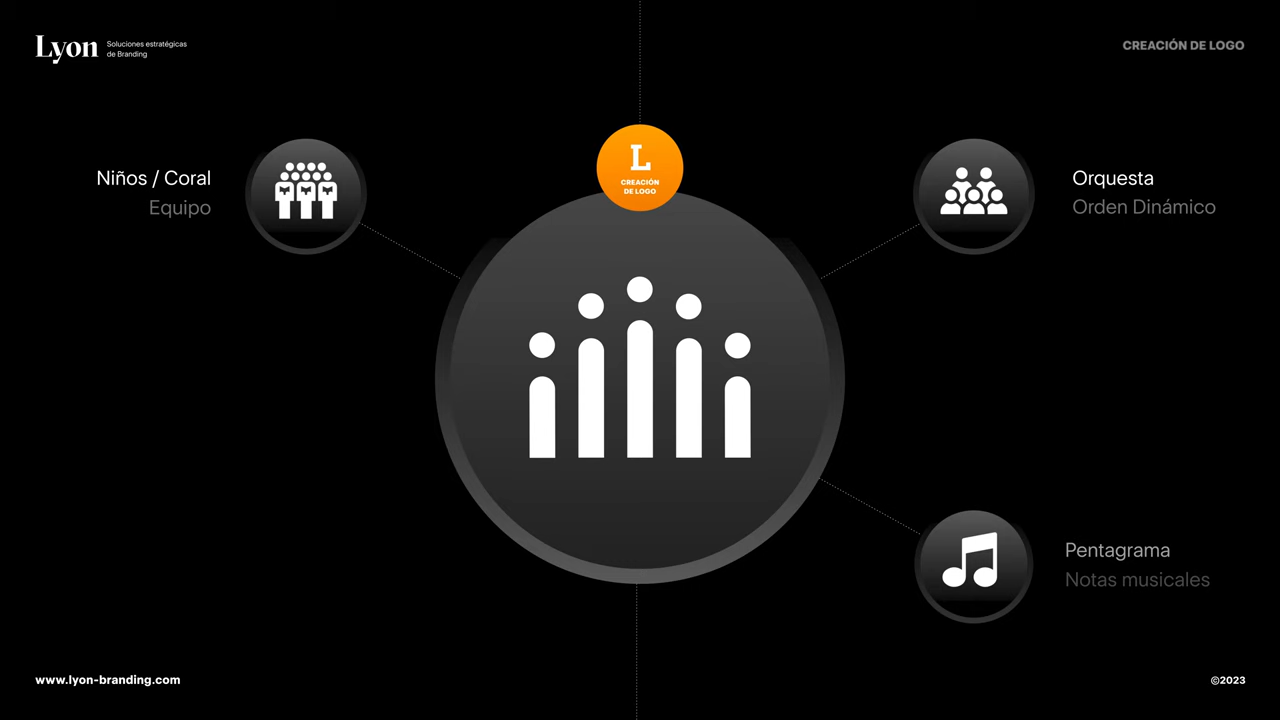 Lyon
Soluciones estratégicas
de Branding
CREACIÓN DE LOGO
Niños / Coral
Equipo
L
CREACIÓN
DE LOGO
Orquesta
Orden Dinámico
Pentagrama
Notas musicales
www.lyon-branding.com
©2023